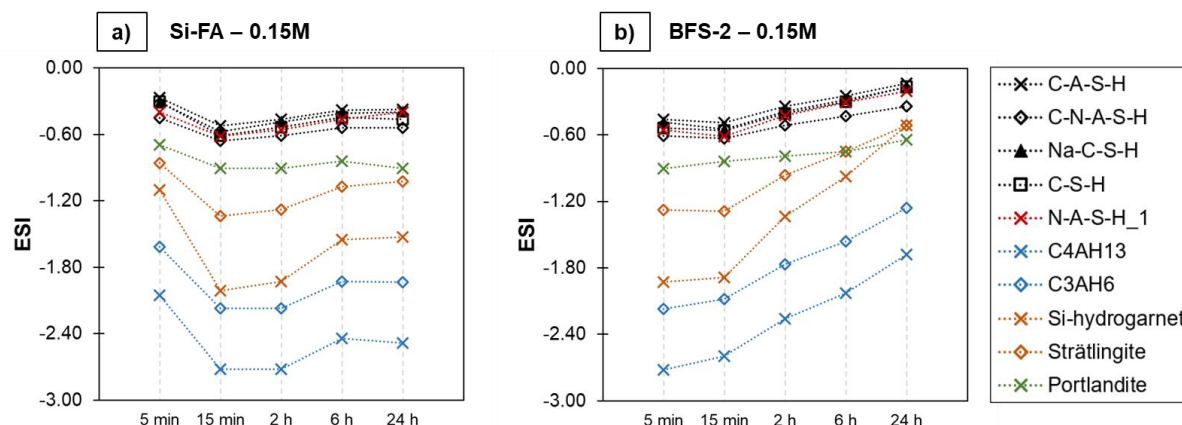 a) Si-FA – 0.15M
ESI
0.00
-0.60
-1.20
-1.80
-2.40
-3.00
5 min 15 min 2 h 6 h 24 h
b) BFS-2 – 0.15M
ESI
0.00
-0.60
-1.20
-1.80
-2.40
-3.00
5 min 15 min 2 h 6 h 24 h
C-A-S-H
C-N-A-S-H
Na-C-S-H
C-S-H
N-A-S-H_1
C4AH13
C3AH6
Si-hydrogarnet
Strätlingite
Portlandite